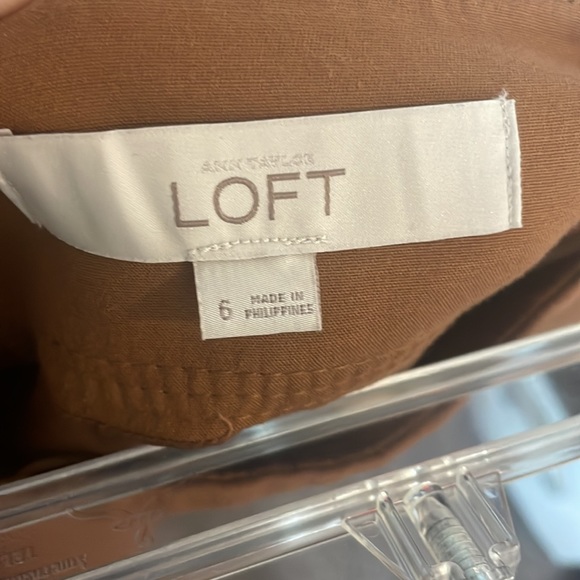 ANN TAYLOR
LOFT
6
MADE IN
PHILIPPINES